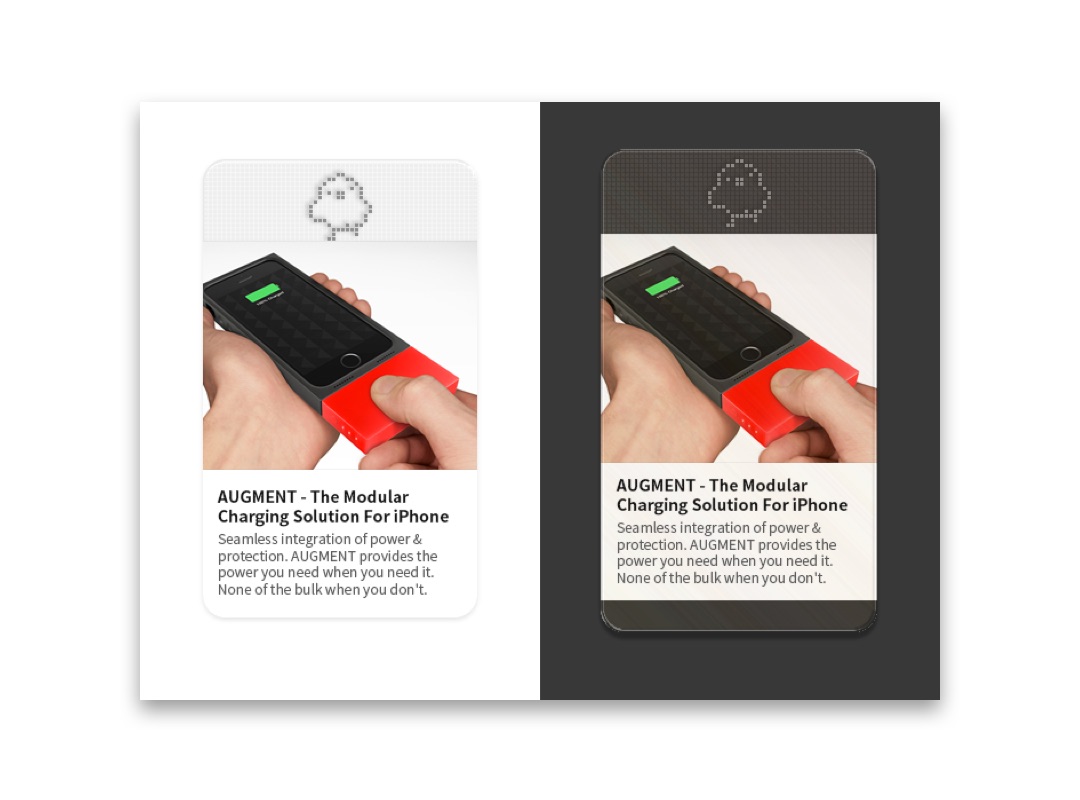 AUGMENT - The Modular
Charging Solution For iPhone
Seamless integration of power &
protection. AUGMENT provides the
power you need when you need it.
None of the bulk when you don't.
AUGMENT - The Modular
Charging Solution For iPhone
Seamless integration of power &
protection. AUGMENT provides the
power you need when you need it.
None of the bulk when you don't.